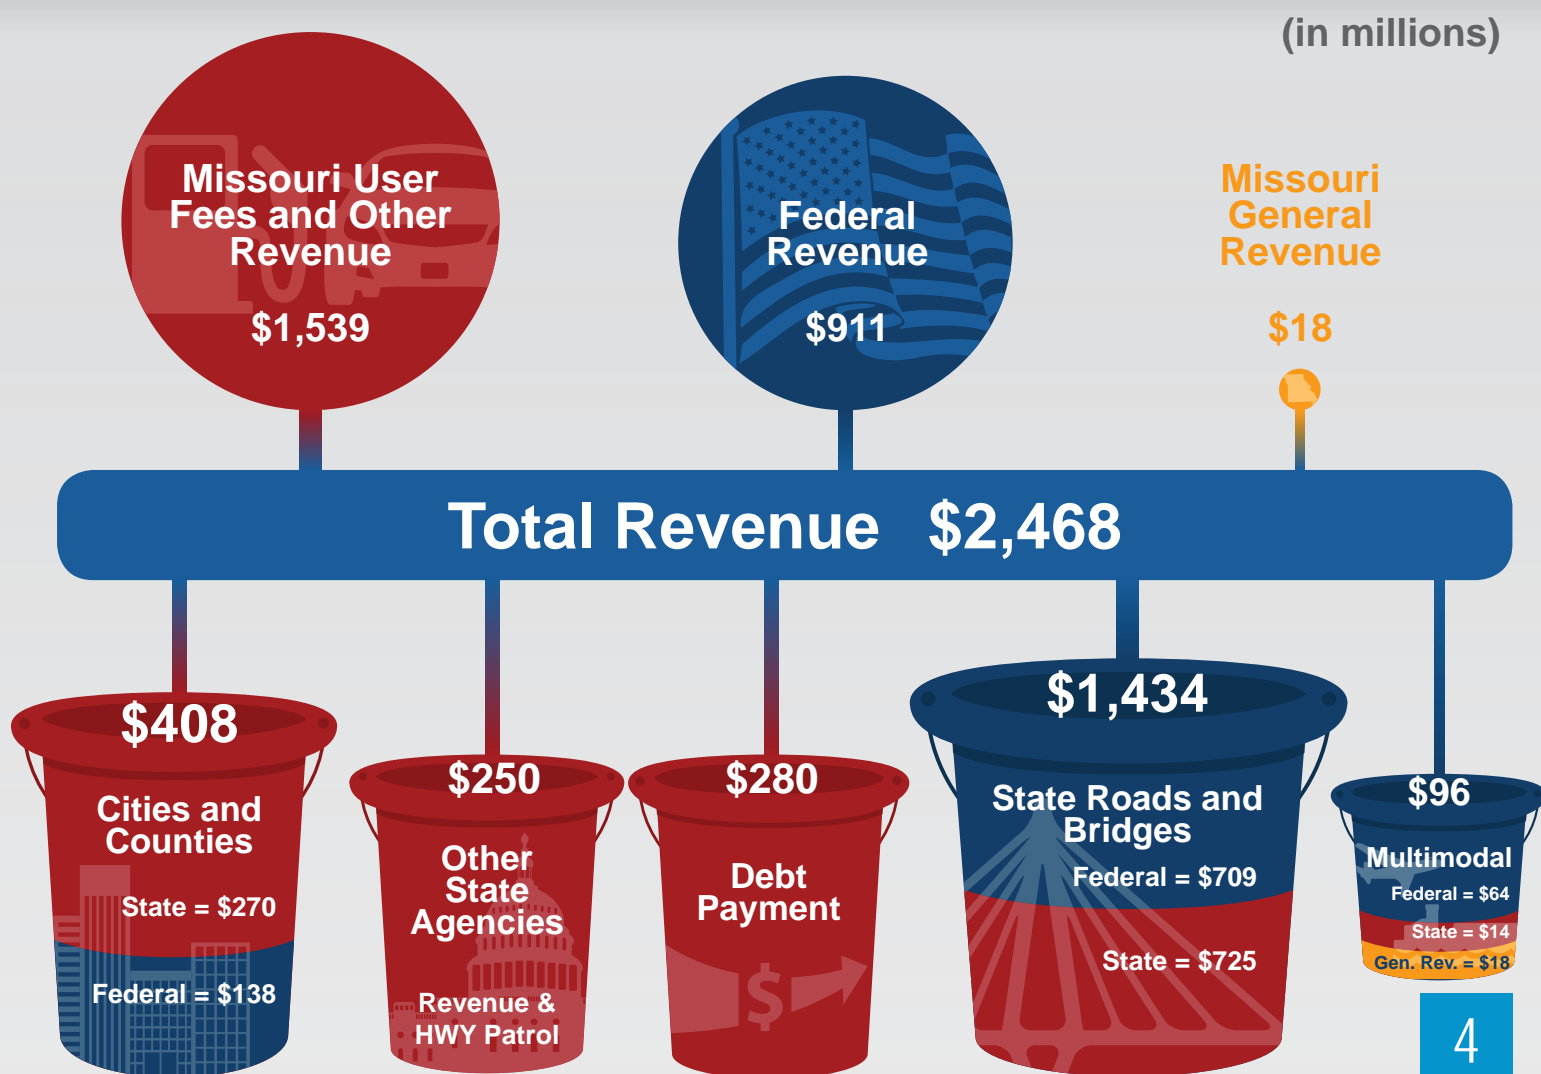 (in millions)
Missouri User
Fees and Other
Revenue
$1,539
Federal
Revenue
$911
Missouri
General
Revenue
$18
Total Revenue $2,468
$408
Cities and
Counties
State = $270
Federal = $138
$250
Other
State
Agencies
Revenue &
HWY Patrol
$280
Debt
Payment
$
$1,434
State Roads and
Bridges
Federal = $709
State = $725
$96
Multimodal
Federal = $64
State = $14
Gen. Rev. = $18
4